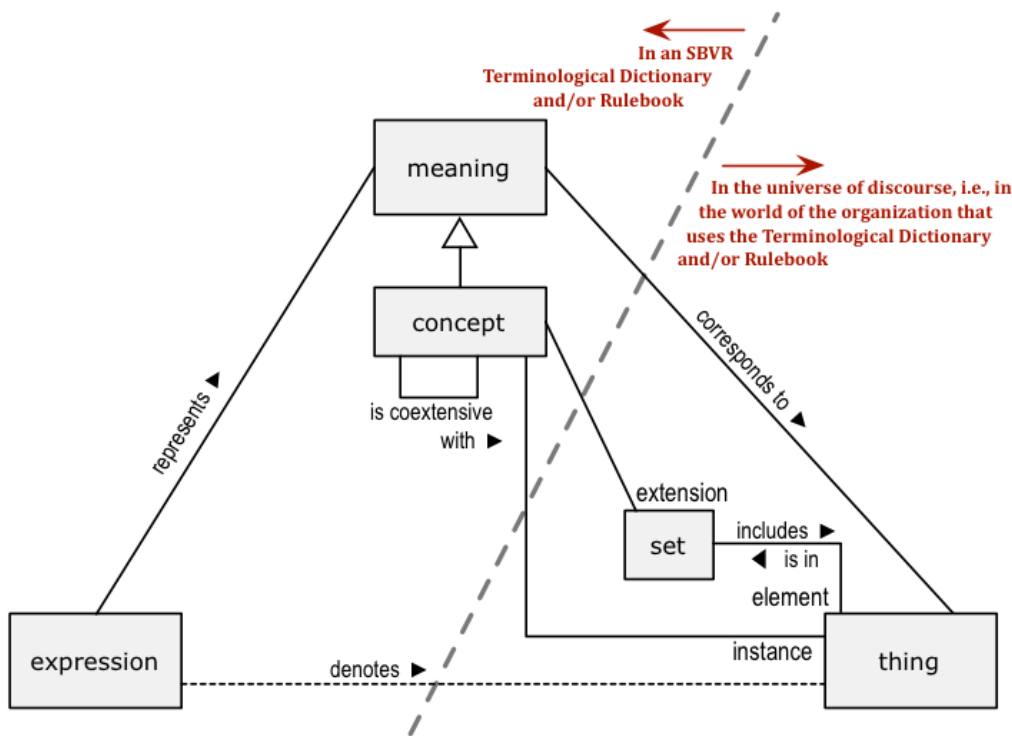 In an SBVR
Terminological Dictionary
and/or Rulebook
meaning
In the universe of discourse, i.e., in
the world of the organization that
uses the Terminological Dictionary
and/or Rulebook
concept
corresponds to
represents
is coextensive
with
extension
set
includes
is in
element
expression
denotes
instance
thing